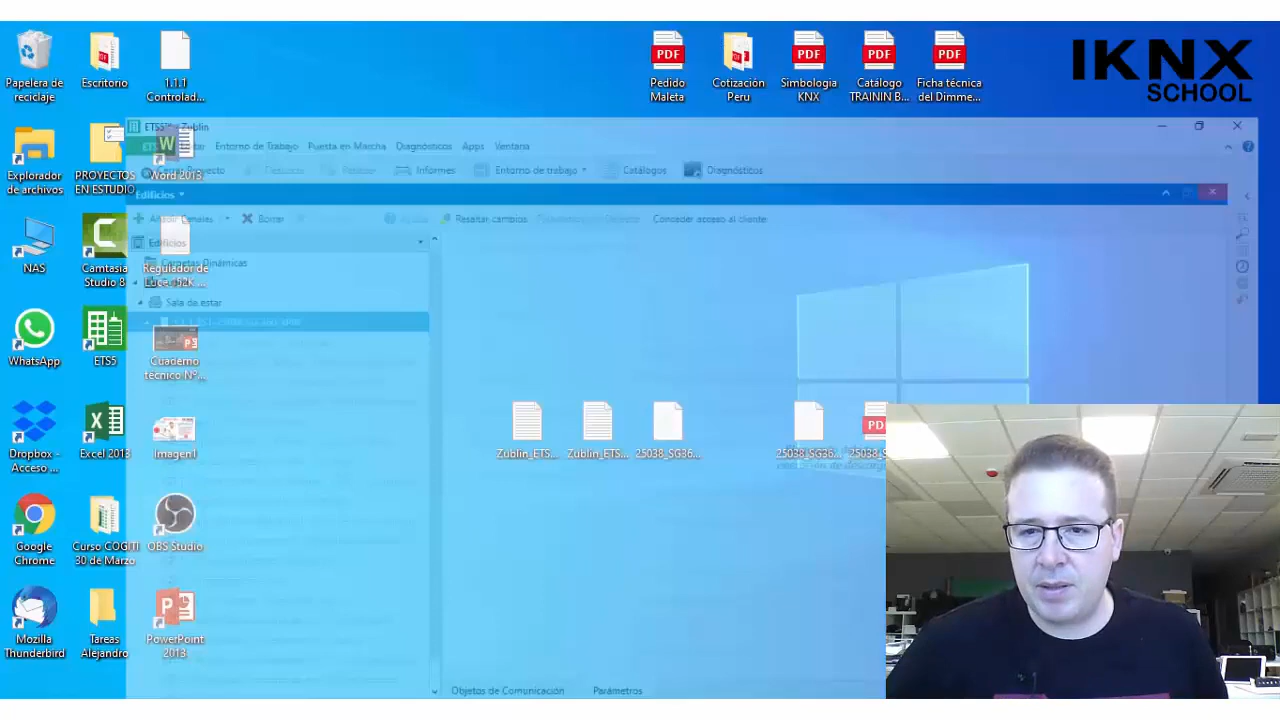 IKNX
SCHOOL
Papelera de
reciclaje
Escritorio
1.1.1
Controlad...
Pedido
Maleta
Cotización
Peru
Simbologia
KNX
Catálogo
TRAININ B...
Ficha técnica
del Dimme...
ETS5™ - Zublin
Entorno de Trabajo
Puesta en Marcha
Diagnósticos
Apps
Ventana
Informes
Entorno de trabajo
Catálogos
Diagnósticos
Explorador
de archivos
PROYECTOS
EN ESTUDIO...
Word 2013
Edificios
Añadir Canales
Borrar
Resaltar cambios
Conceder acceso al cliente
Edificios
Carpetas Dinámicas
Sala de estar
NAS
Camtasia
Studio 8
Regulador de
WhatsApp
ETS5
Cuaderno
técnico Nº...
Dropbox -
Acceso ...
Excel 2013
Imagen1
Zublin_ETS...
Zublin_ETS...
25038_SG36...
25038_SG36...
PDF
PDF
PDF
PDF
Google
Chrome
Curso COGITI
30 de Marzo
OBS Studio
Mozilla
Thunderbird
Tareas
Alejandro
PowerPoint
2013
Objetos de Comunicación
Parámetros